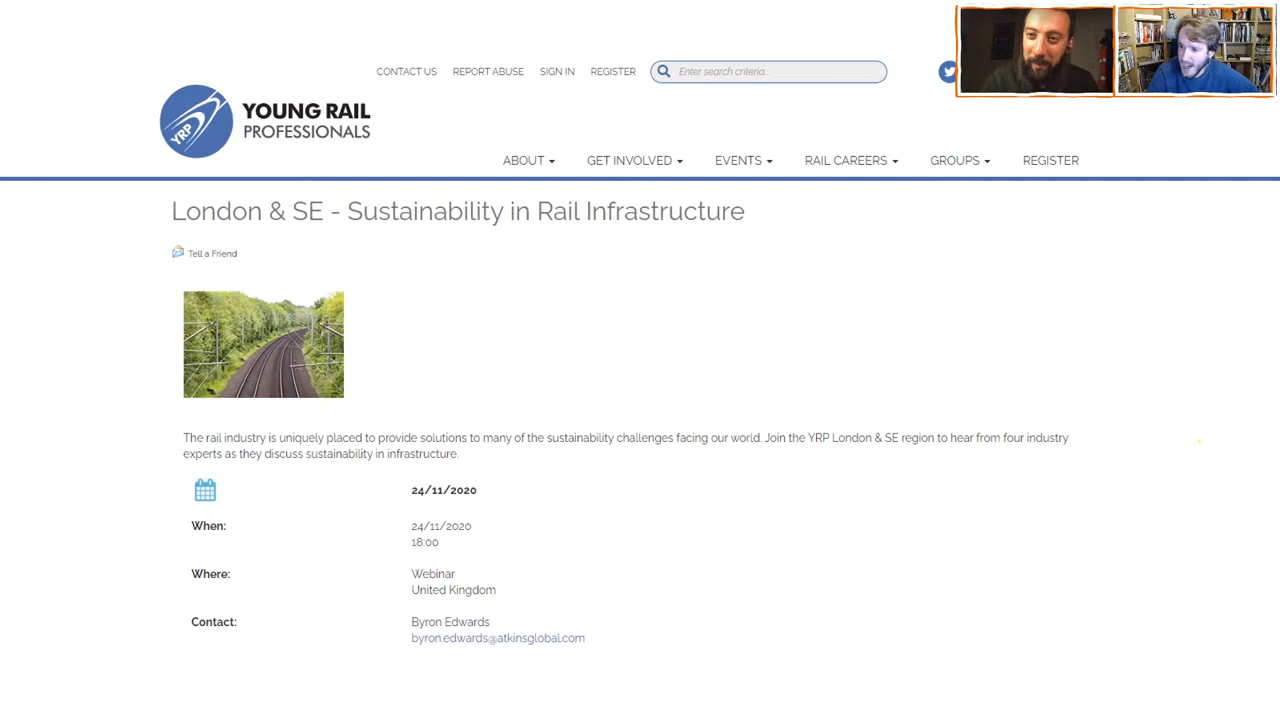 CONTACT US REPORT ABUSE SIGN IN REGISTER Enter search criteria...
YRP
YOUNG RAIL
PROFESSIONALS
ABOUT GET INVOLVED EVENTS RAIL CAREERS GROUPS REGISTER
London & SE - Sustainability in Rail Infrastructure
Tell a Friend
The rail industry is uniquely placed to provide solutions to many of the sustainability challenges facing our world. Join the YRP London & SE region to hear from four industry
experts as they discuss sustainability in infrastructure.
24/11/2020
When: 24/11/2020
18:00
Where: Webinar
United Kingdom
Contact: Byron Edwards
byron.edwards@atkinsglobal.com